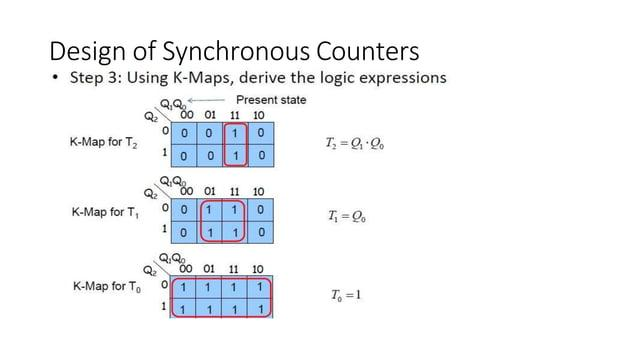 Design of Synchronous Counters
• Step 3: Using K-Maps, derive the logic expressions
Q₁Q₀ Present state
Q₂ 00 01 11 10
K-Map for T₂ 0 0 0 1 0 T₂ = Q₁·Q₀
1 0 0 1 0
Q₁Q₀
Q₂ 00 01 11 10
K-Map for T₁ 0 0 1 1 0 T₁ = Q₀
1 0 1 1 0
Q₁Q₀
Q₂ 00 01 11 10
K-Map for T₀ 0 1 1 1 1 T₀ = 1
1 1 1 1 1